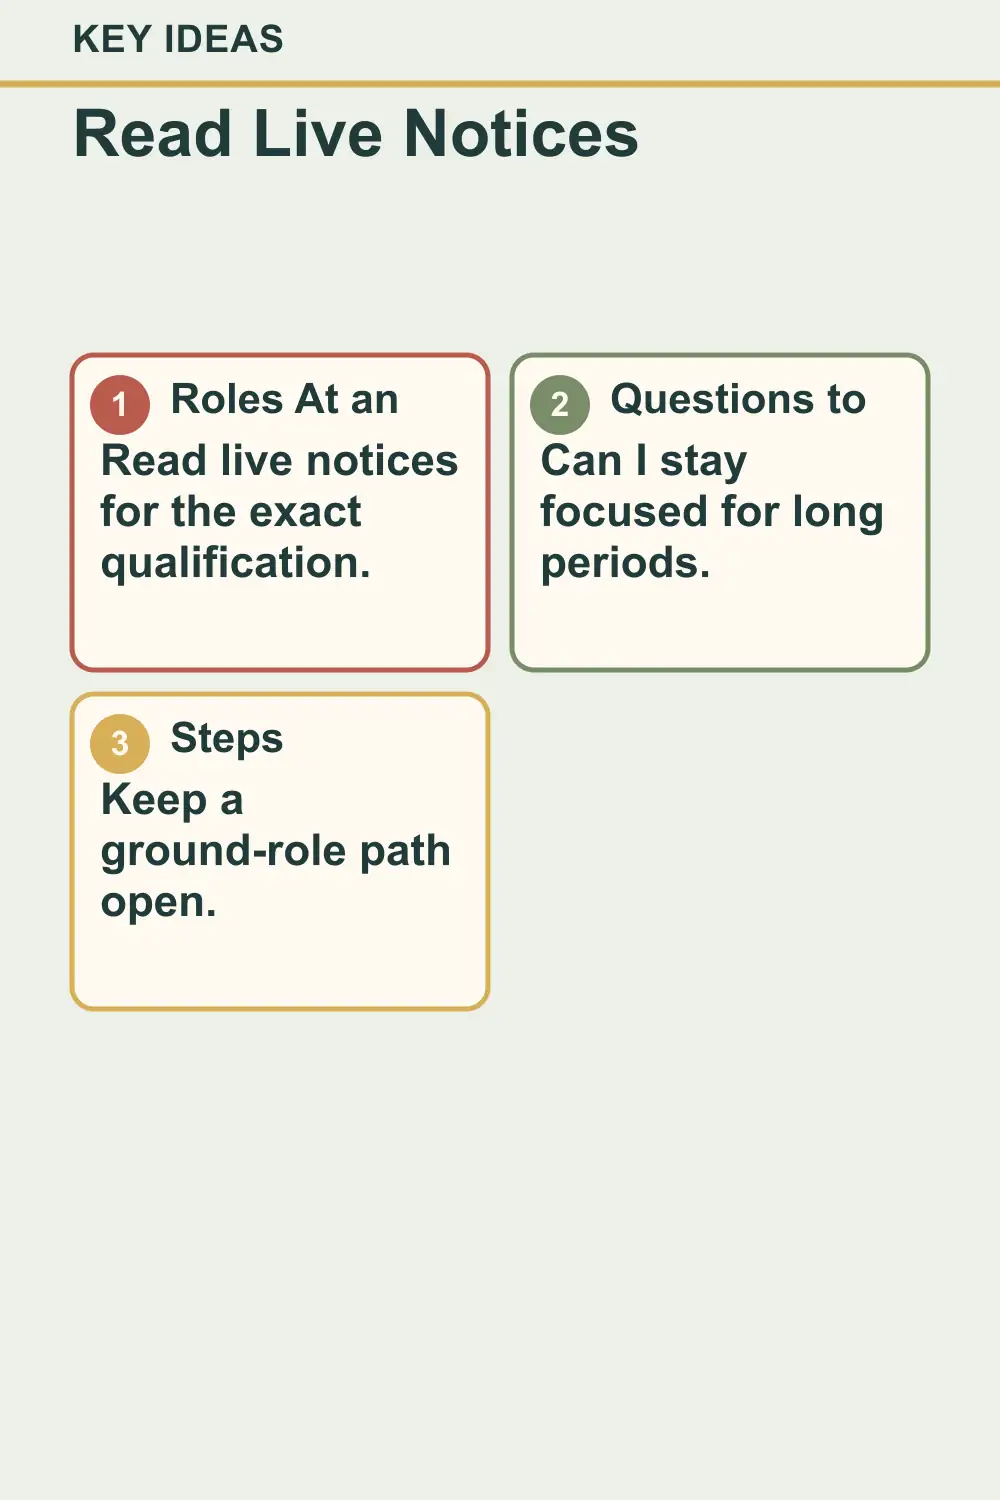 KEY IDEAS
Read Live Notices
1 Roles At an
Read live notices
for the exact
qualification.
2 Questions to
Can I stay
focused for long
periods.
3 Steps
Keep a
ground-role path
open.